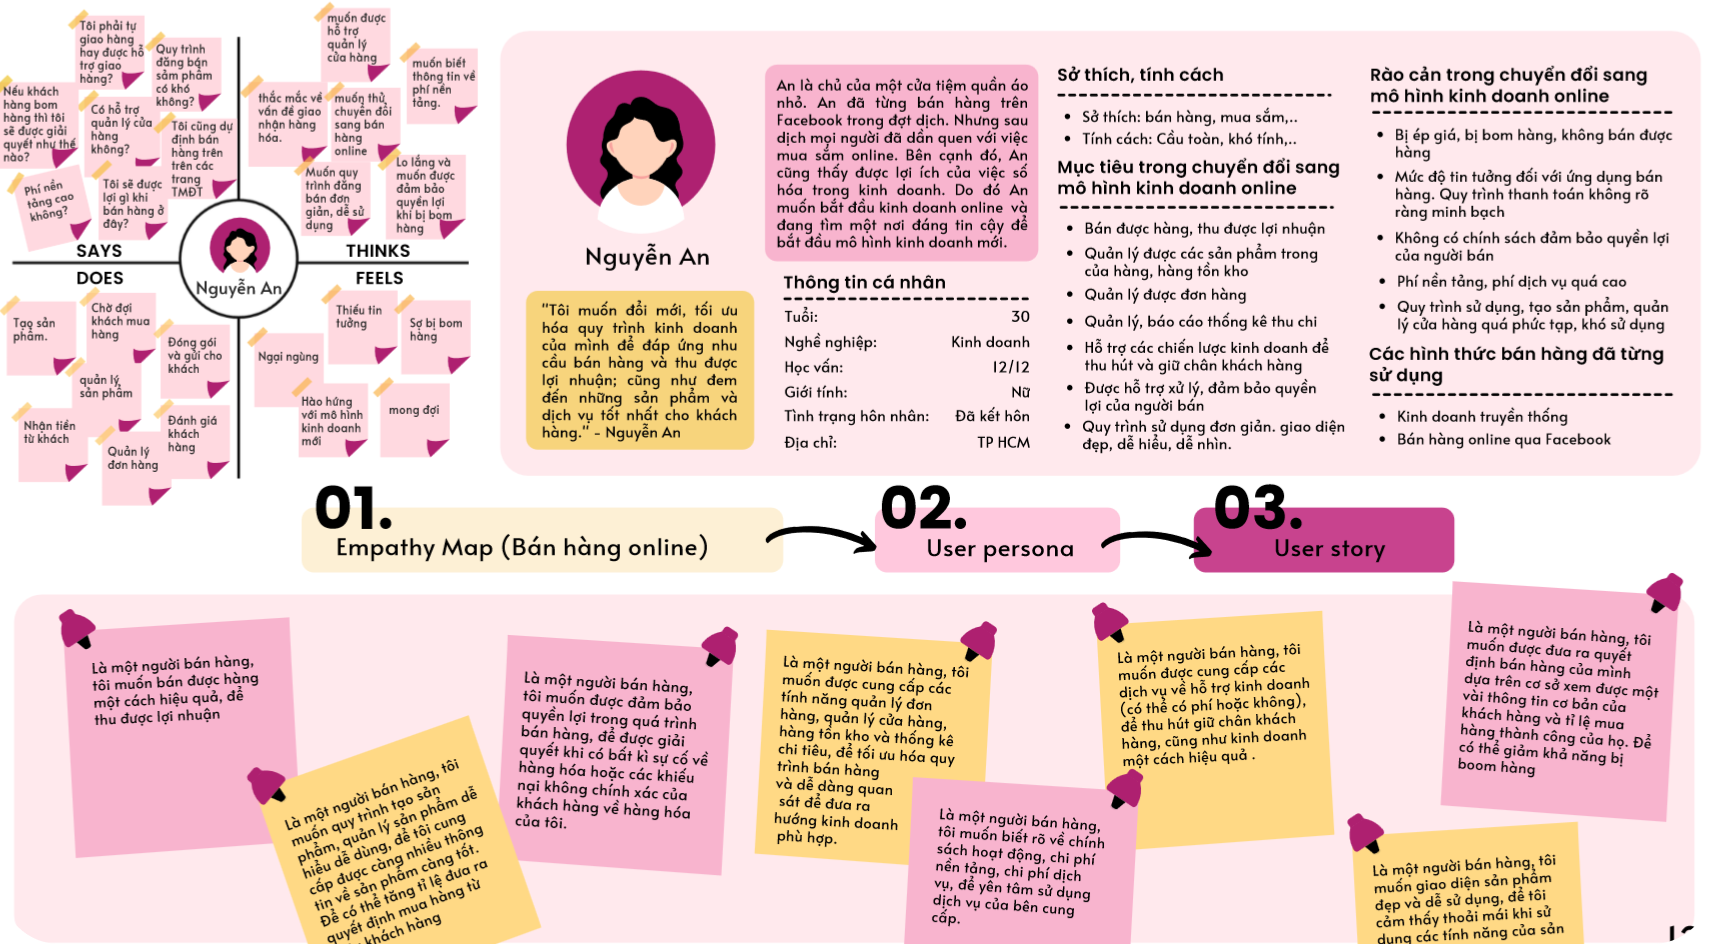 Tôi phải tự
giao hàng
hay được hỗ
trợ giao
hàng?
Quy trình
đăng bán
sản phẩm
có khó
không?
Nếu khách
hàng bom
hàng thì tôi
sẽ được giải
quyết như thế
nào?
Có hỗ trợ
quản lý cửa
hàng
không?
Tôi cũng dự
định bán
hàng trên
trên các
trang
TMĐT
Phí nền
tảng cao
không?
Tôi sẽ được
lợi gì khi
bán hàng ở
đây?
SAYS
muốn được
hỗ trợ
quản lý
cửa hàng
muốn biết
thông tin về
phí nền
tảng.
thắc mắc về
vấn đề giao
nhận hàng
hóa.
muốn thử
chuyển đổi
sang bán
hàng
online
Muốn quy
trình đăng
bán đơn
giản, dễ sử
dụng
Lo lắng và
muốn được
đảm bảo
quyền lợi
khi bị bom
hàng
THINKS
Nguyễn An
DOES
Tạo sản
phẩm.
Chờ đợi
khách mua
hàng
Đóng gói
và gửi cho
khách
quản lý
sản phẩm
Nhận tiền
từ khách
Đánh giá
khách
hàng
Quản lý
đơn hàng
FEELS
Thiếu tin
tưởng
Sợ bị bom
hàng
Ngại ngùng
Hào hứng
với mô hình
kinh doanh
mới
mong đợi
Nguyễn An
"Tôi muốn đổi mới, tối ưu
hóa quy trình kinh doanh
của mình để đáp ứng nhu
cầu bán hàng và thu được
lợi nhuận; cũng như đem
đến những sản phẩm và
dịch vụ tốt nhất cho khách
hàng." - Nguyễn An
An là chủ của một cửa tiệm quần áo
nhỏ. An đã từng bán hàng trên
Facebook trong đợt dịch. Nhưng sau
dịch mọi người đã dần quen với việc
mua sắm online. Bên cạnh đó, An
cũng thấy được lợi ích của việc số
hóa trong kinh doanh. Do đó An
muốn bắt đầu kinh doanh online và
đang tìm một nơi đáng tin cậy để
bắt đầu mô hình kinh doanh mới.
Thông tin cá nhân
Tuổi: 30
Nghề nghiệp: Kinh doanh
Học vấn: 12/12
Giới tính: Nữ
Tình trạng hôn nhân: Đã kết hôn
Địa chỉ: TP HCM
Sở thích, tính cách
• Sở thích: bán hàng, mua sắm,..
• Tính cách: Cầu toàn, khó tính,..
Mục tiêu trong chuyển đổi sang
mô hình kinh doanh online
• Bán được hàng, thu được lợi nhuận
• Quản lý được các sản phẩm trong
của hàng, hàng tồn kho
• Quản lý được đơn hàng
• Quản lý, báo cáo thống kê thu chi
• Hỗ trợ các chiến lược kinh doanh để
thu hút và giữ chân khách hàng
• Được hỗ trợ xử lý, đảm bảo quyền
lợi của người bán
• Quy trình sử dụng đơn giản. giao diện
đẹp, dễ hiểu, dễ nhìn.
Rào cản trong chuyển đổi sang
mô hình kinh doanh online
• Bị ép giá, bị bom hàng, không bán được
hàng
• Mức độ tin tưởng đối với ứng dụng bán
hàng. Quy trình thanh toán không rõ
ràng minh bạch
• Không có chính sách đảm bảo quyền lợi
của người bán
• Phí nền tảng, phí dịch vụ quá cao
• Quy trình sử dụng, tạo sản phẩm, quản
lý cửa hàng quá phức tạp, khó sử dụng
Các hình thức bán hàng đã từng
sử dụng
• Kinh doanh truyền thống
• Bán hàng online qua Facebook
01.
Empathy Map (Bán hàng online)
02.
User persona
03.
User story
Là một người bán hàng,
tôi muốn bán được hàng
một cách hiệu quả, để
thu được lợi nhuận
Là một người bán hàng, tôi
muốn quy trình tạo sản
phẩm, quản lý sản phẩm dễ
hiểu dễ dùng, để tôi cung
cấp được càng nhiều thông
tin về sản phẩm càng tốt.
Để có thể tăng tỉ lệ đưa ra
quyết định mua hàng từ
khách hàng
Là một người bán hàng,
tôi muốn được đảm bảo
quyền lợi trong quá trình
bán hàng, để được giải
quyết khi có bất kì sự cố về
hàng hóa hoặc các khiếu
nại không chính xác của
khách hàng về hàng hóa
của tôi.
Là một người bán hàng, tôi
muốn được cung cấp các
tính năng quản lý đơn
hàng, quản lý cửa hàng,
hàng tồn kho và thống kê
chi tiêu, để tối ưu hóa quy
trình bán hàng
và dễ dàng quan
sát để đưa ra
hướng kinh doanh
phù hợp.
Là một người bán hàng,
tôi muốn biết rõ về chính
sách hoạt động, chi phí
nền tảng, chi phí dịch
vụ, để yên tâm sử dụng
dịch vụ của bên cung
cấp.
Là một người bán hàng, tôi
muốn được cung cấp các
dịch vụ về hỗ trợ kinh doanh
(có thể có phí hoặc không),
để thu hút giữ chân khách
hàng, cũng như kinh doanh
một cách hiệu quả .
Là một người bán hàng, tôi
muốn được đưa ra quyết
định bán hàng của mình
dựa trên cơ sở xem được một
vài thông tin cơ bản của
khách hàng và tỉ lệ mua
hàng thành công của họ. Để
có thể giảm khả năng bị
boom hàng
Là một người bán hàng, tôi
muốn giao diện sản phẩm
đẹp và dễ sử dụng, để tôi
cảm thấy thoải mái khi sử
dụng các tính năng của sản